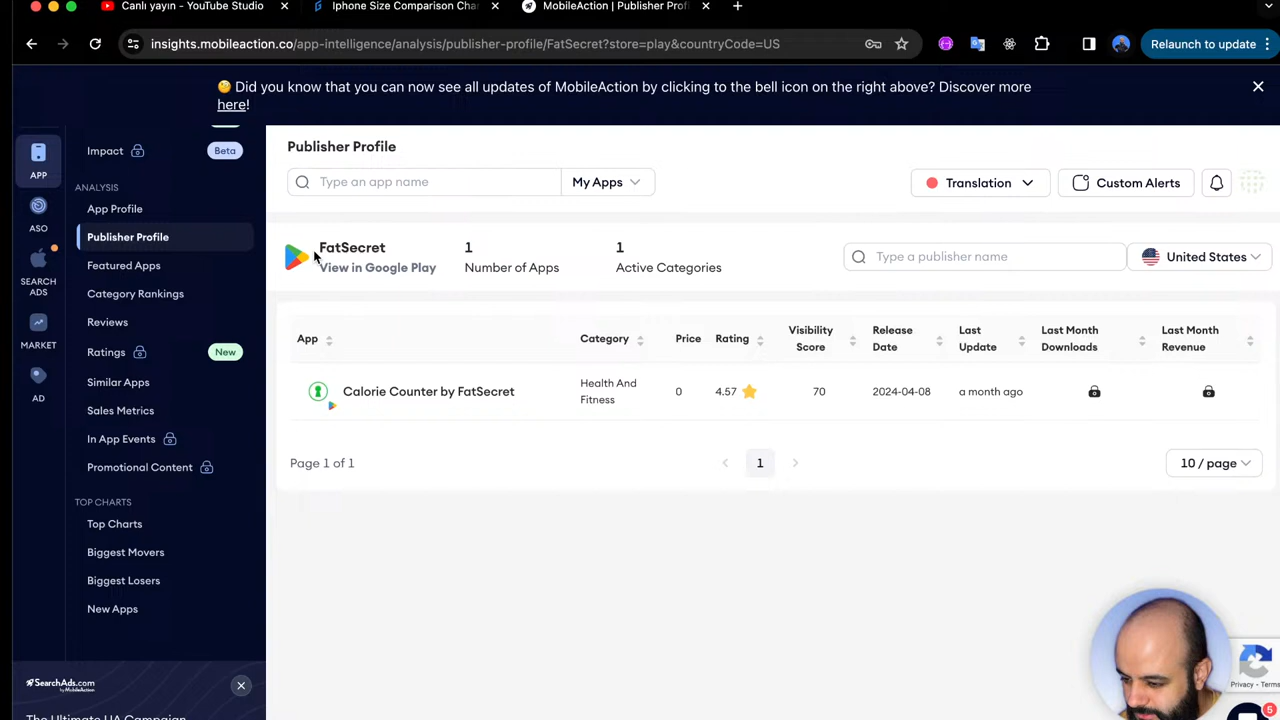 Canlı yayın - YouTube Studio
Iphone Size Comparison Cha
MobileAction | Publisher Prof
insights.mobileaction.co/app-intelligence/analysis/publisher-profile/FatSecret?store=play&countryCode=US
Relaunch to update
🤔 Did you know that you can now see all updates of MobileAction by clicking to the bell icon on the right above? Discover more
here!
APP
ASO
SEARCH
ADS
MARKET
AD
Impact
Beta
ANALYSIS
App Profile
Publisher Profile
Featured Apps
Category Rankings
Reviews
Ratings
New
Similar Apps
Sales Metrics
In App Events
Promotional Content
TOP CHARTS
Top Charts
Biggest Movers
Biggest Losers
New Apps
SearchAds.com
by MobileAction
The Ultimate UA Campaign
Publisher Profile
Type an app name
My Apps
Translation
Custom Alerts
FatSecret
View in Google Play
1
Number of Apps
1
Active Categories
Type a publisher name
United States
App
Category
Price
Rating
Visibility
Score
Release
Date
Last
Update
Last Month
Downloads
Last Month
Revenue
Calorie Counter by FatSecret
Health And
Fitness
0
4.57
70
2024-04-08
a month ago
Page 1 of 1
1
10 / page
Privacy - Terms
5